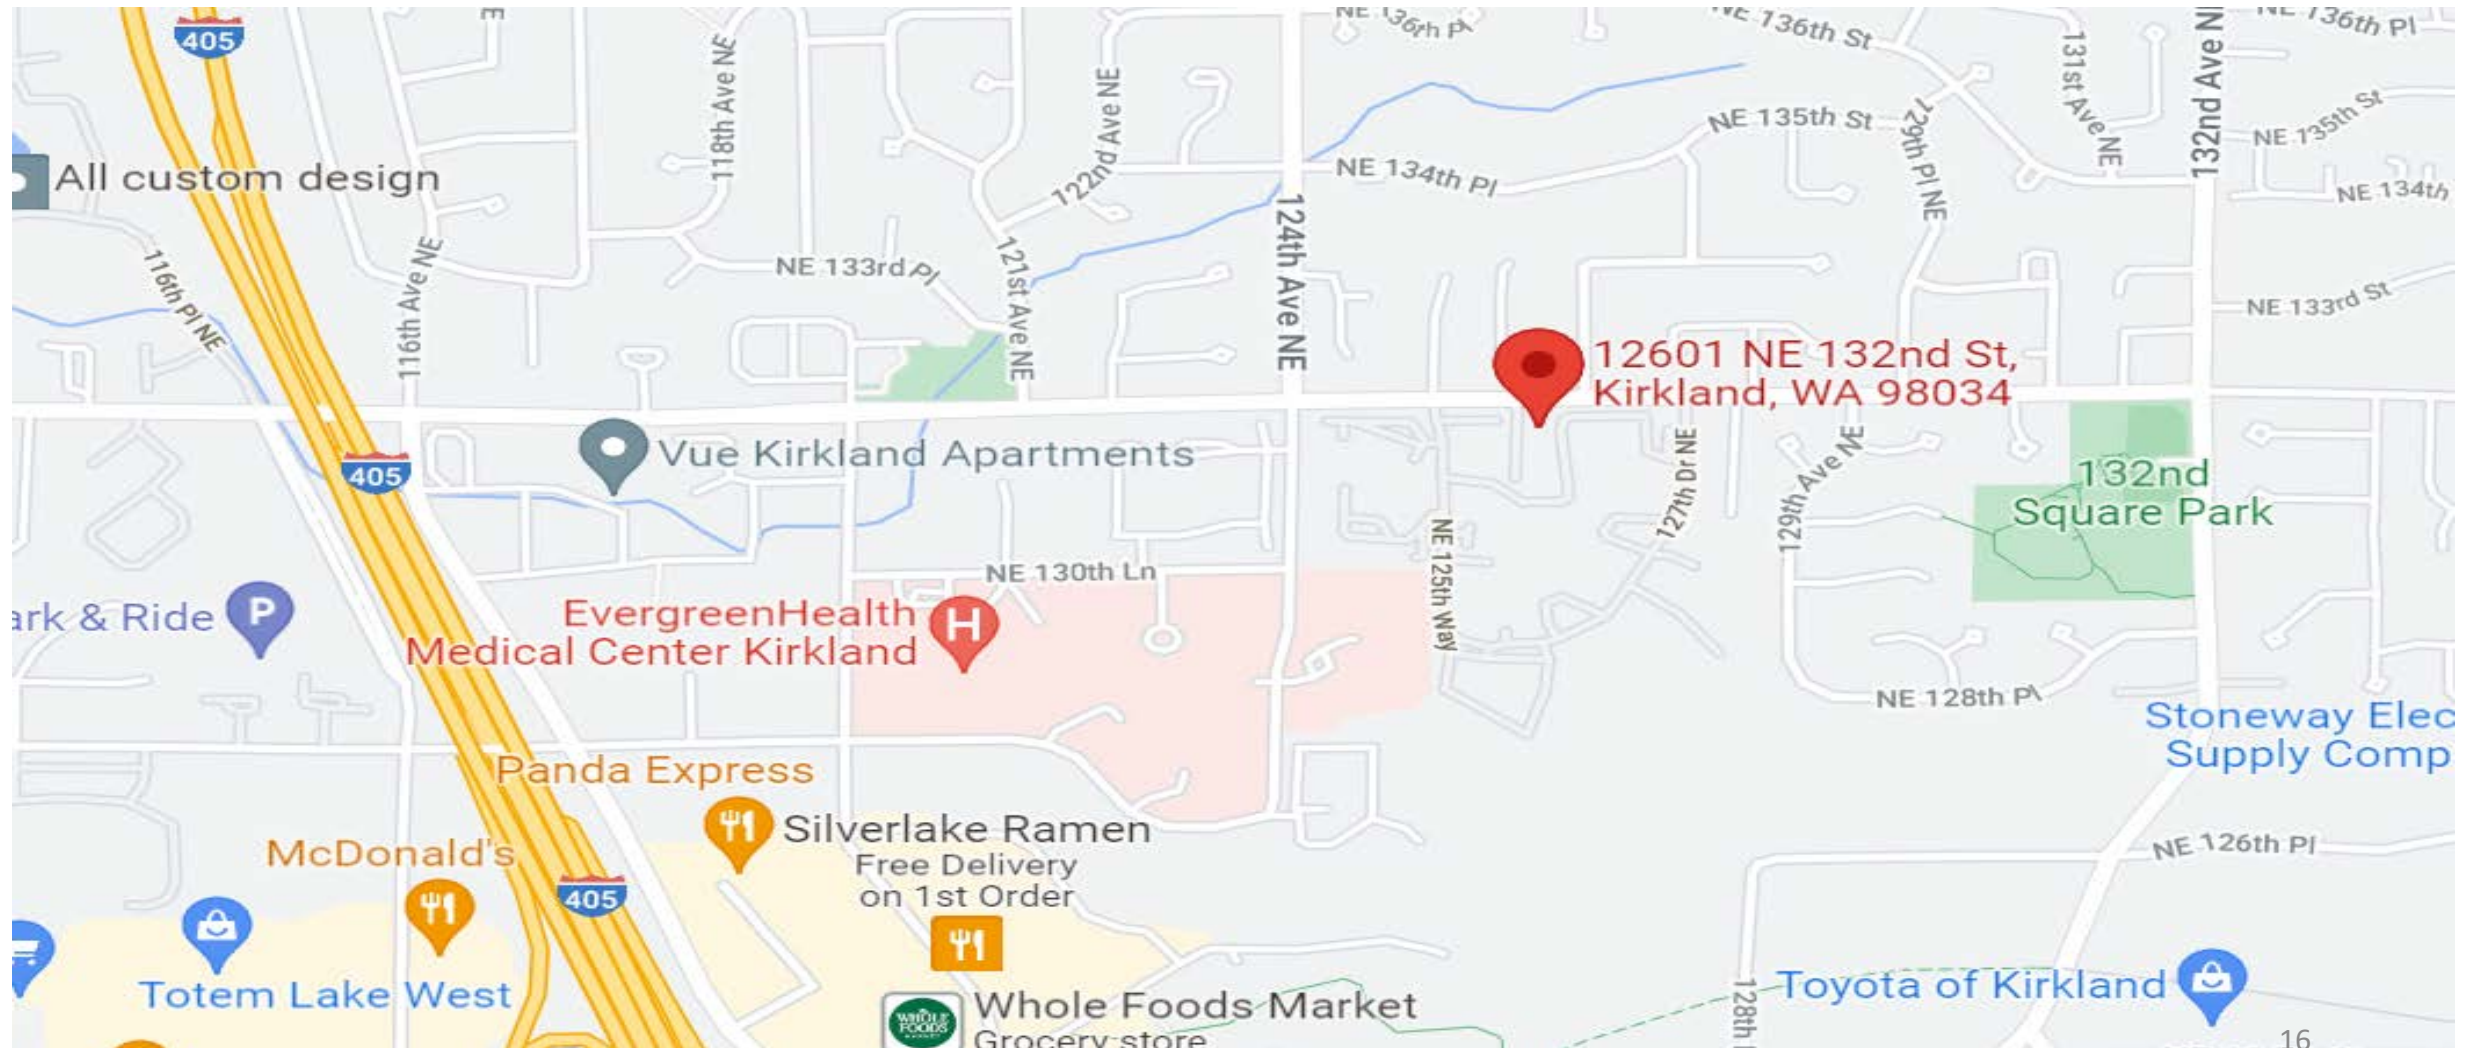 405
E
118th Ave NE
122nd Ave NE
NE 136th Pl
NE 136th St
131st Ave NE
132nd Ave NE
NE 136th Pl
NE 135th St
NE 135th St
129th Pl NE
NE 134th Pl
NE 134th
All custom design
116th Pl NE
116th Ave NE
NE 133rd Pl
121st Ave NE
124th Ave NE
NE 133rd St
12601 NE 132nd St,
Kirkland, WA 98034
405
Vue Kirkland Apartments
127th Dr NE
129th Ave NE
132nd
Square Park
NE 125th Way
NE 130th Ln
ark & Ride
P
EvergreenHealth
Medical Center Kirkland
H
NE 128th Pl
Stoneway Elec
Supply Comp
Panda Express
Silverlake Ramen
Free Delivery
on 1st Order
McDonald's
405
NE 126th Pl
Totem Lake West
128th
Toyota of Kirkland
WHOLE
FOODS
Whole Foods Market
Grocery store
16